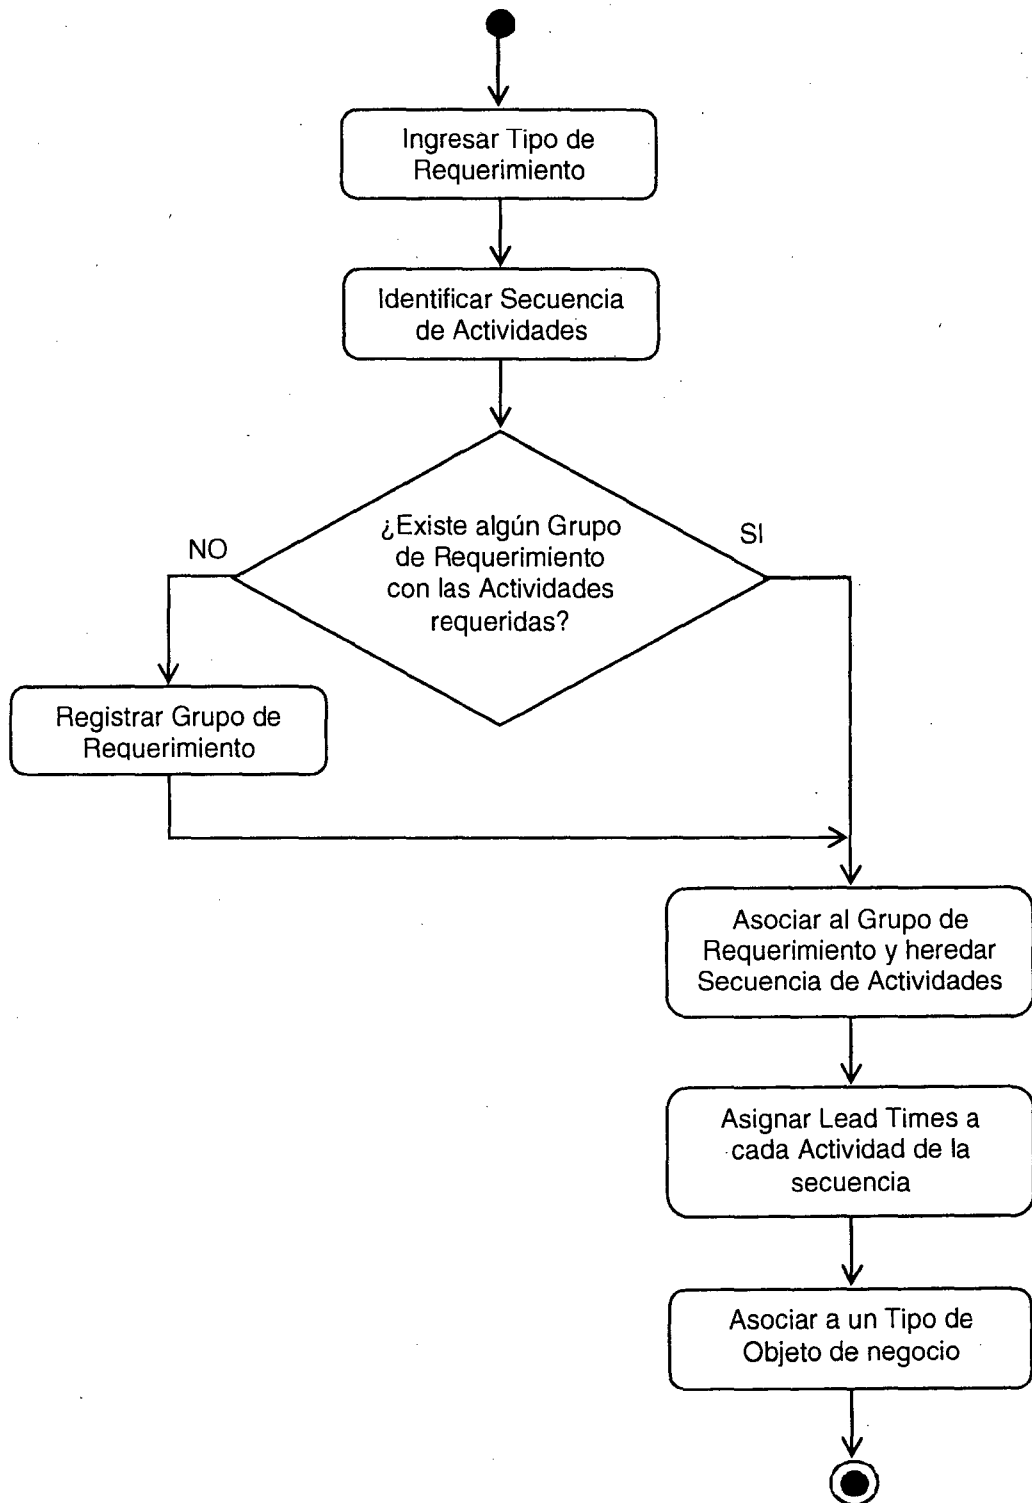 Ingresar Tipo de
Requerimiento
Identificar Secuencia
de Actividades
¿Existe algún Grupo
de Requerimiento
con las Actividades
requeridas?
NO
SI
Registrar Grupo de
Requerimiento
Asociar al Grupo de
Requerimiento y heredar
Secuencia de Actividades
Asignar Lead Times a
cada Actividad de la
secuencia
Asociar a un Tipo de
Objeto de negocio